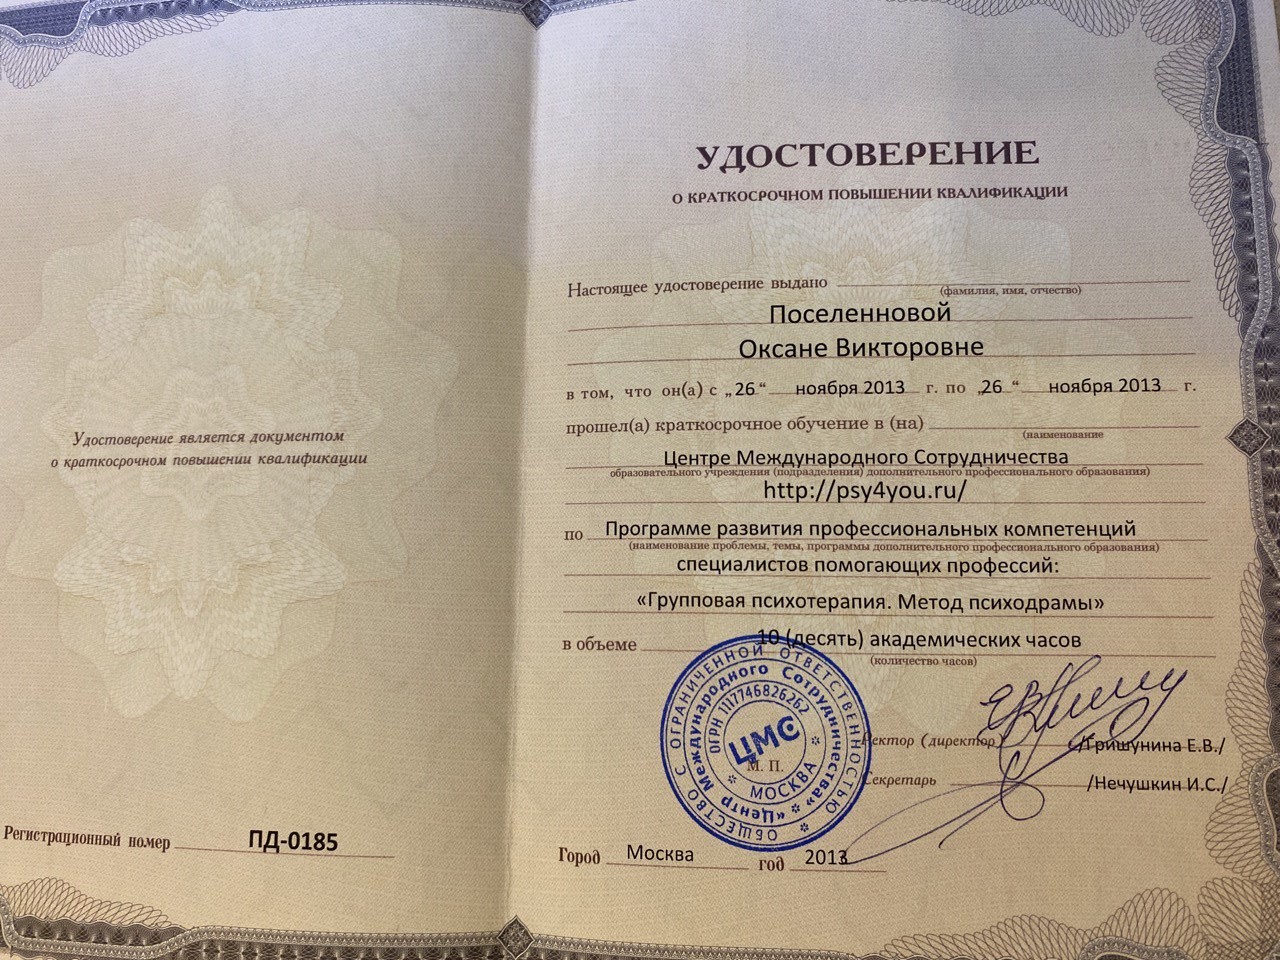 Удостоверение является документом
о краткосрочном повышении квалификации
Регистрационный номер ПД-0185
УДОСТОВЕРЕНИЕ
О КРАТКОСРОЧНОМ ПОВЫШЕНИИ КВАЛИФИКАЦИИ
Настоящее удостоверение выдано
(фамилия, имя, отчество)
Поселенновой
Оксане Викторовне
в том, что он(а) с „26“ ноября 2013 г. по „26“ ноября 2013 г.
прошел(а) краткосрочное обучение в (на)
(наименование
Центре Международного Сотрудничества
образовательного учреждения (подразделения) дополнительного профессионального образования)
http://psy4you.ru/
по Программе развития профессиональных компетенций
(наименование проблемы, темы, программы дополнительного профессионального образования)
специалистов помогающих профессий:
«Групповая психотерапия. Метод психодрамы»
в объеме 10 (десять) академических часов
(количество часов)
ОБЩЕСТВО С ОГРАНИЧЕННОЙ ОТВЕТСТВЕННОСТЬЮ
«Центр Международного Сотрудничества»
ОГРН 1117746826262
ЦМС
М. П.
МОСКВА
Ректор (директор) /Гришунина Е.В./
Секретарь /Нечушкин И.С./
Город Москва год 2013